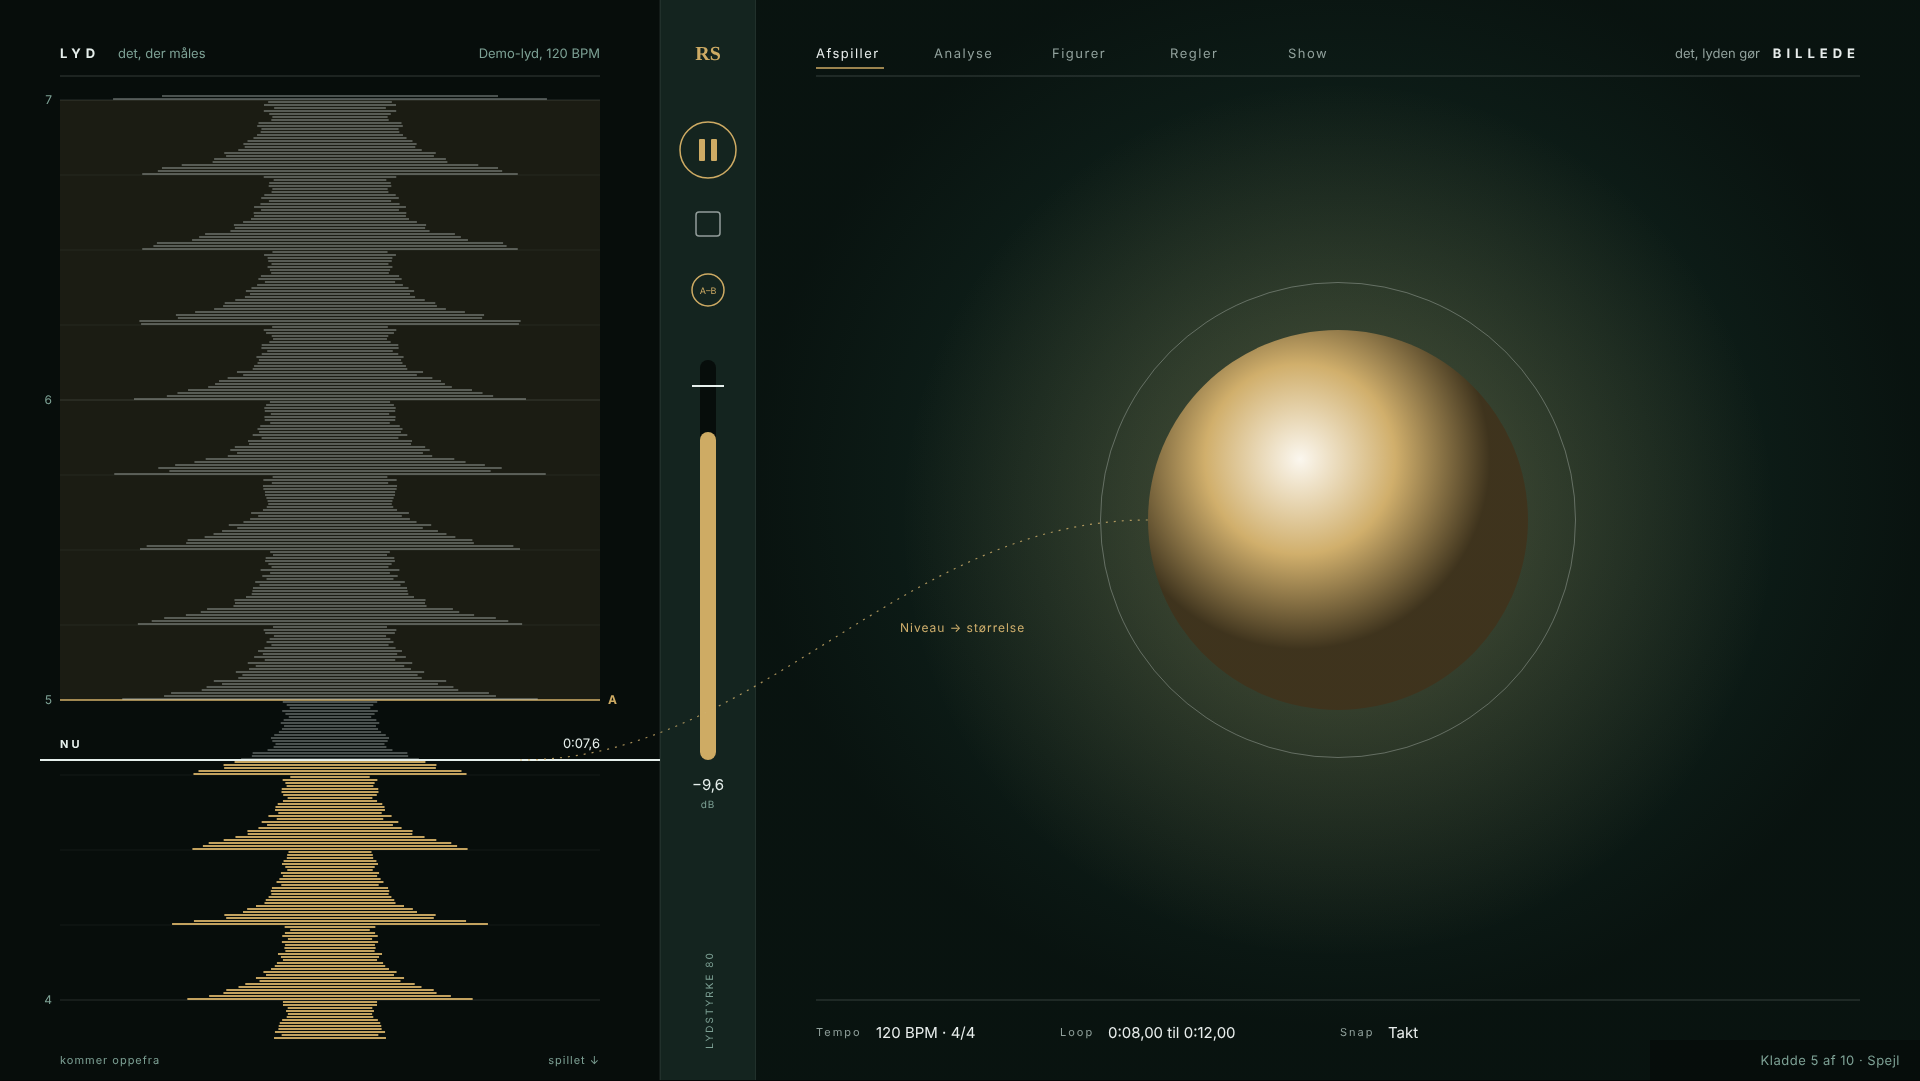 LYD det, der måles Demo-lyd, 120 BPM
RS
Afspiller Analyse Figurer Regler Show
det, lyden gør BILLEDE
7
A–B
6
5
A
NU 0:07,6
Niveau → størrelse
−9,6
dB
LYDSTYRKE 80
4
kommer oppefra spillet ↓
Tempo 120 BPM · 4/4 Loop 0:08,00 til 0:12,00 Snap Takt
Kladde 5 af 10 · Spejl